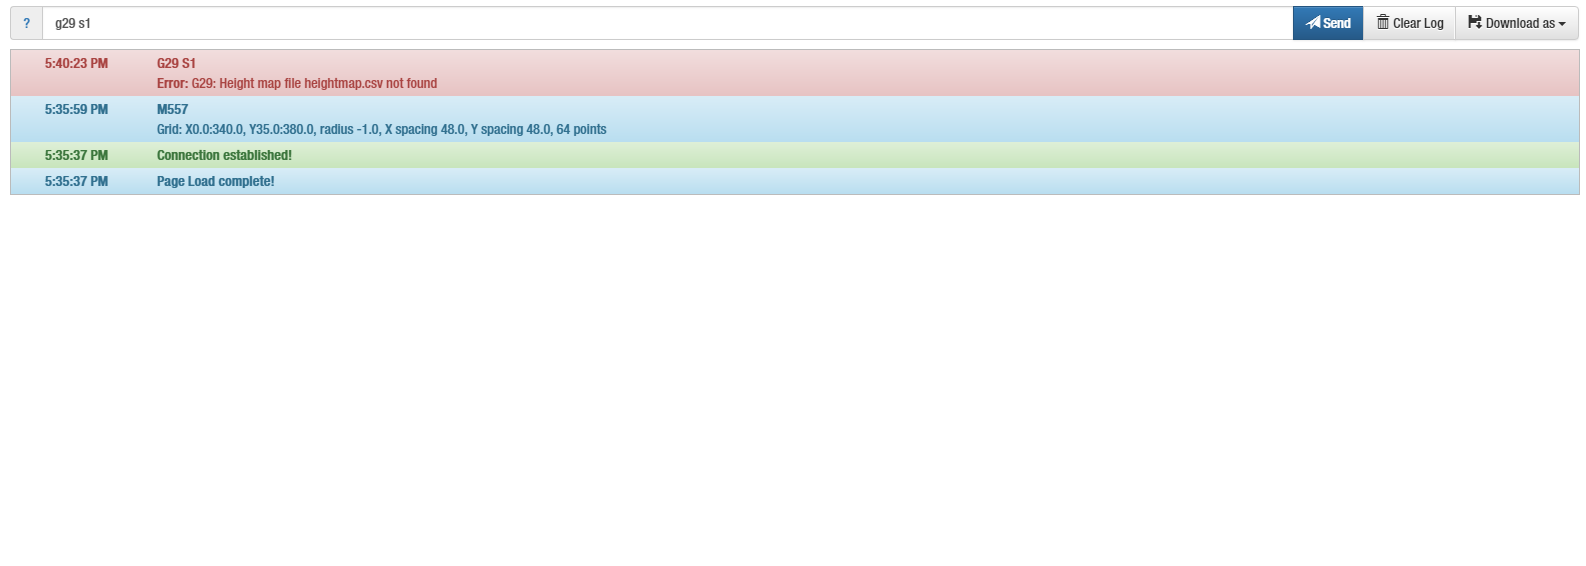 ? g29 s1 Send Clear Log Download as
5:40:23 PM G29 S1
Error: G29: Height map file heightmap.csv not found
5:35:59 PM M557
Grid: X0.0:340.0, Y35.0:380.0, radius -1.0, X spacing 48.0, Y spacing 48.0, 64 points
5:35:37 PM Connection established!
5:35:37 PM Page Load complete!